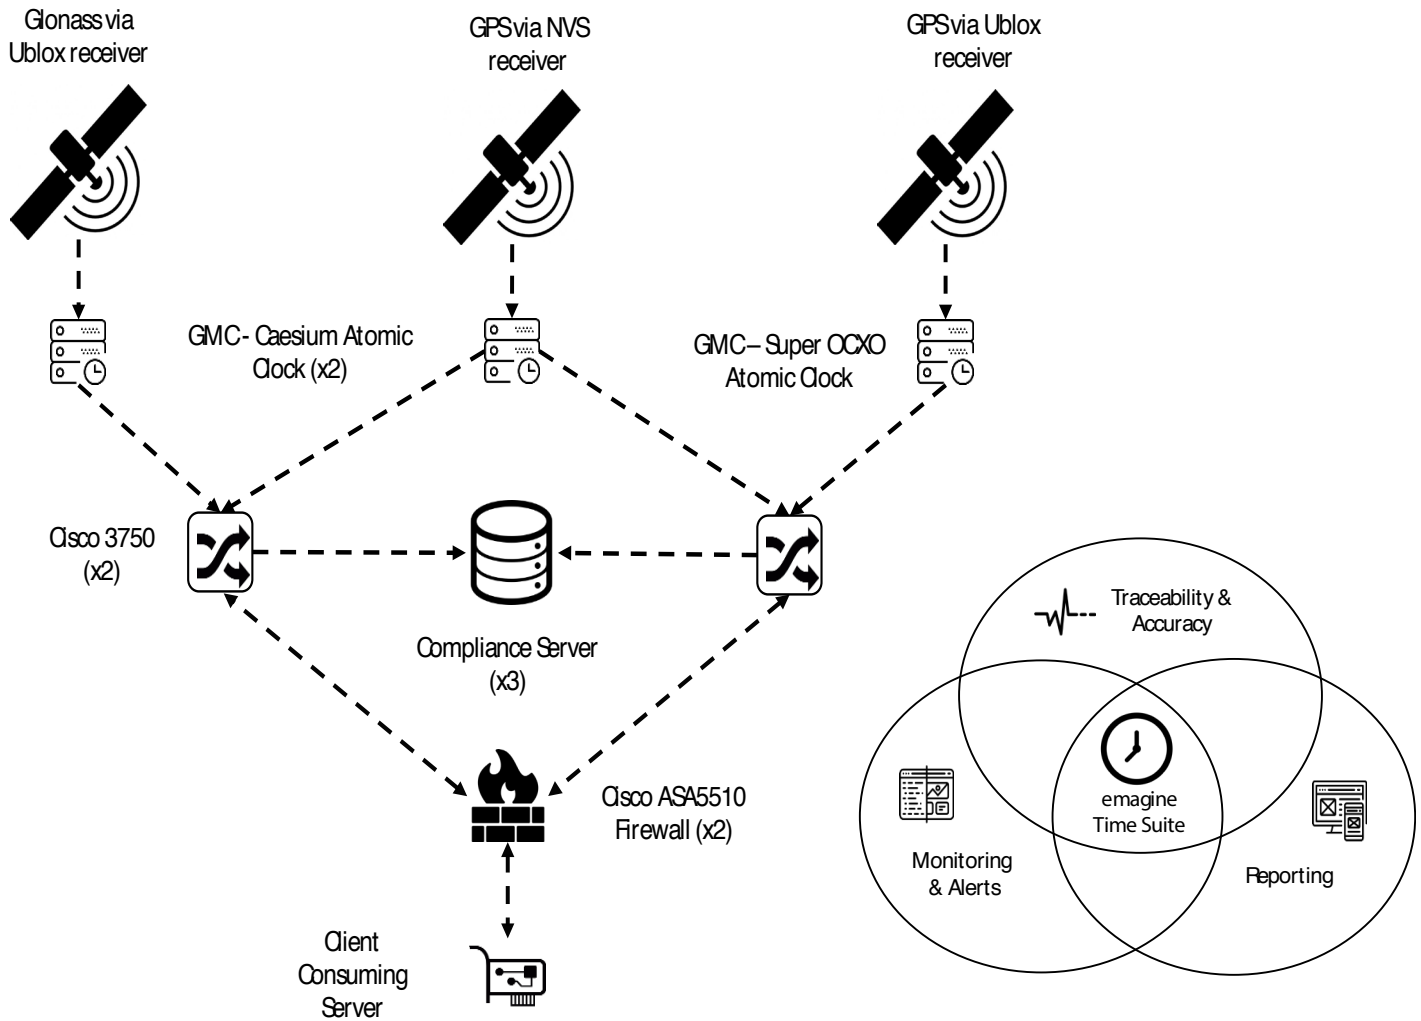 Glonass via
Ublox receiver
GPS via NVS
receiver
GPS via Ublox
receiver
GMC - Caesium Atomic
Clock (x2)
GMC – Super OCXO
Atomic Clock
Cisco 3750
(x2)
Compliance Server
(x3)
Cisco ASA5510
Firewall (x2)
Client
Consuming
Server
Traceability &
Accuracy
emagine
Time Suite
Monitoring
& Alerts
Reporting